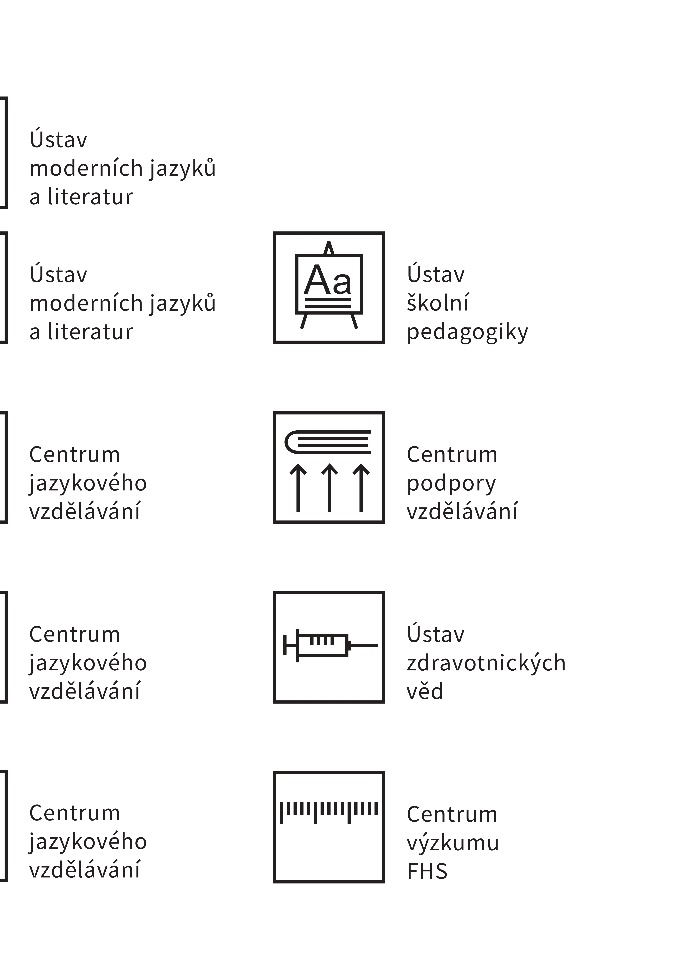 Ústav
moderních jazyků
a literatur
Ústav
moderních jazyků
a literatur
Aa
Ústav
školní
pedagogiky
Centrum
jazykového
vzdělávání
Centrum
podpory
vzdělávání
Centrum
jazykového
vzdělávání
Ústav
zdravotnických
věd
Centrum
jazykového
vzdělávání
Centrum
výzkumu
FHS